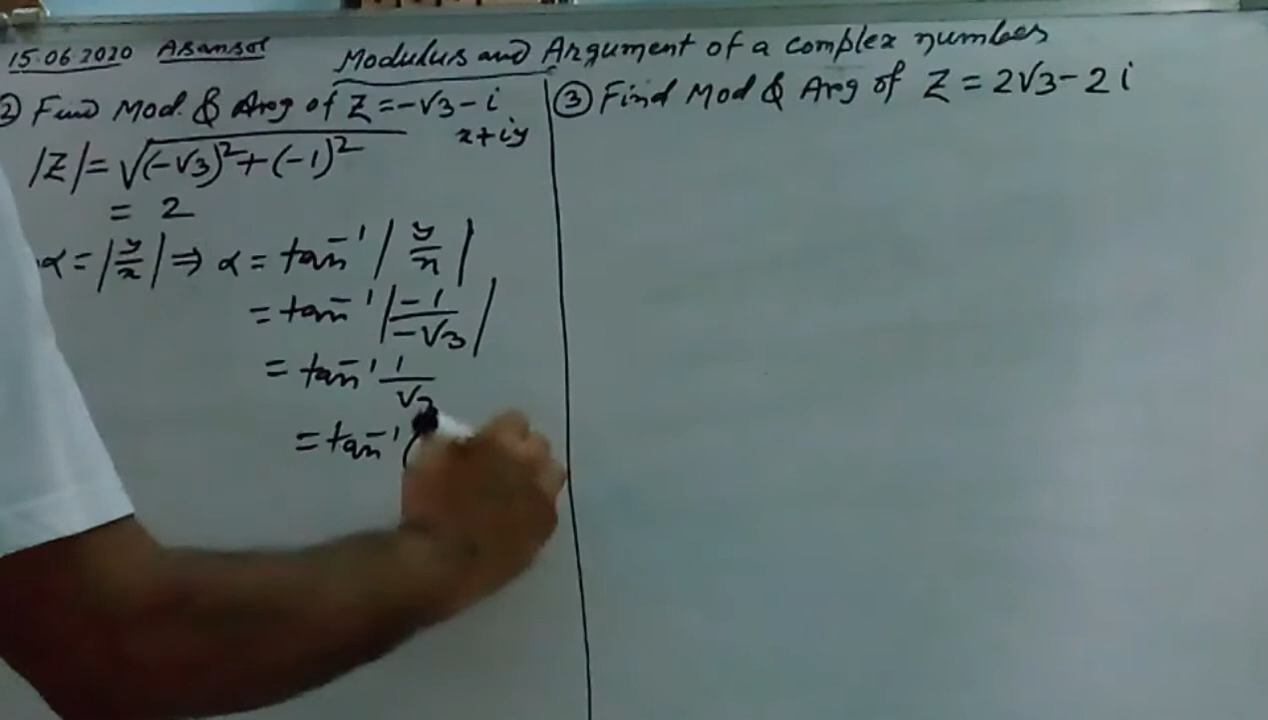 15.06 2020 Asansol Modulus and Argument of a complex number
② Find Mod. & Arg of Z = -√3 - i
x+iy
|Z| = √(-√3)² + (-1)²
= 2
α = |y/x| ⇒ α = tan⁻¹ |y/x|
= tan⁻¹ |-1/-√3|
= tan⁻¹ 1/√3
= tan⁻¹ (
③ Find Mod & Arg of Z = 2√3 - 2i